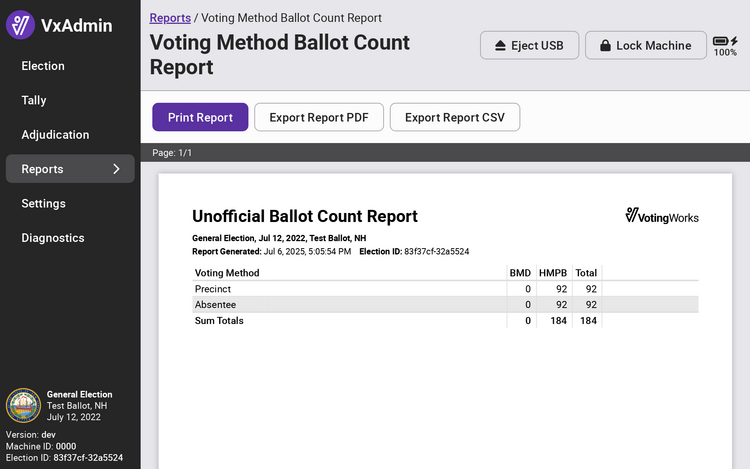 VxAdmin
Election
Tally
Adjudication
Reports
Settings
Diagnostics
General Election
Test Ballot, NH
July 12, 2022
Version: dev
Machine ID: 0000
Election ID: 83f37cf-32a5524
Reports / Voting Method Ballot Count Report
Voting Method Ballot Count
Report
Eject USB
Lock Machine
100%
Print Report
Export Report PDF
Export Report CSV
Page: 1/1
Unofficial Ballot Count Report
VotingWorks
General Election, Jul 12, 2022, Test Ballot, NH
Report Generated: Jul 6, 2025, 5:05:54 PM Election ID: 83f37cf-32a5524
Voting Method BMD HMPB Total
Precinct 0 92 92
Absentee 0 92 92
Sum Totals 0 184 184